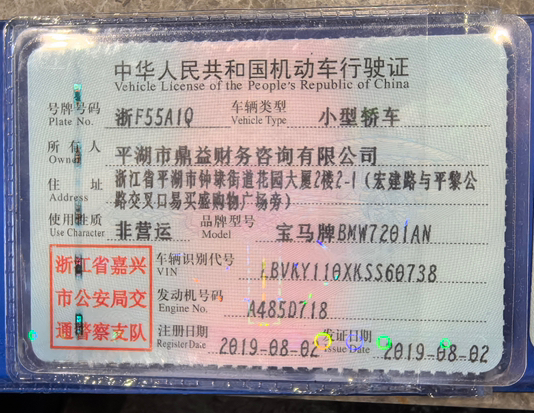 中华人民共和国机动车行驶证
Vehicle License of the People's Republic of China
号牌号码 浙F55A1Q 车辆类型 小型轿车
Plate No. Vehicle Type
所有人 平湖市鼎益财务咨询有限公司
Owner
住址 浙江省平湖市钟埭街道花园大厦2楼2-1（宏建路与平黎公
Address 路交叉口易买盛购物广场旁）
使用性质 非营运 品牌型号 宝马牌BMW7201AN
Use Character Model
浙江省嘉兴
市公安局交
通警察支队
车辆识别代号 LBVKY110XKSS60738
VIN
发动机号码 A485D718
Engine No.
注册日期 2019-08-02 发证日期 2019-08-02
Register Date Issue Date